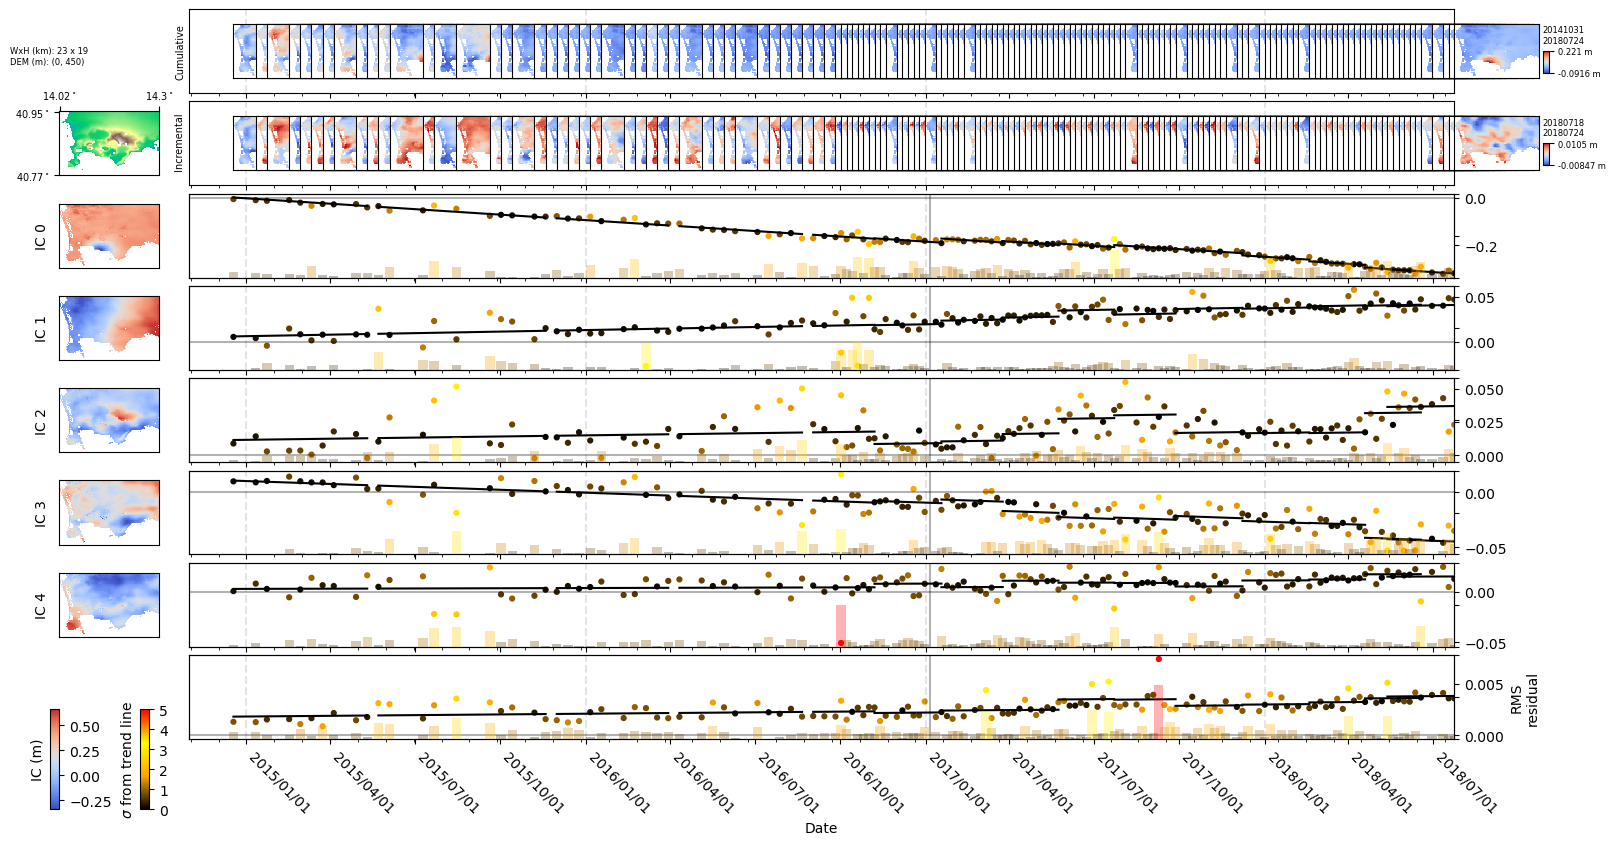 WxH (km): 23 x 19
DEM (m): (0, 450)
Cumulative
20141031
20180724
0.221 m
-0.0916 m
14.02°
14.3°
40.95°
40.77°
Incremental
20180718
20180724
0.0105 m
-0.00847 m
IC 0
0.0
−0.2
IC 1
0.05
0.00
IC 2
0.050
0.025
0.000
IC 3
0.00
−0.05
IC 4
0.00
−0.05
0.005
0.000
RMS
residual
IC (m)
0.50
0.25
0.00
−0.25
σ from trend line
5
4
3
2
1
0
2015/01/01
2015/04/01
2015/07/01
2015/10/01
2016/01/01
2016/04/01
2016/07/01
2016/10/01
2017/01/01
2017/04/01
2017/07/01
2017/10/01
2018/01/01
2018/04/01
2018/07/01
Date